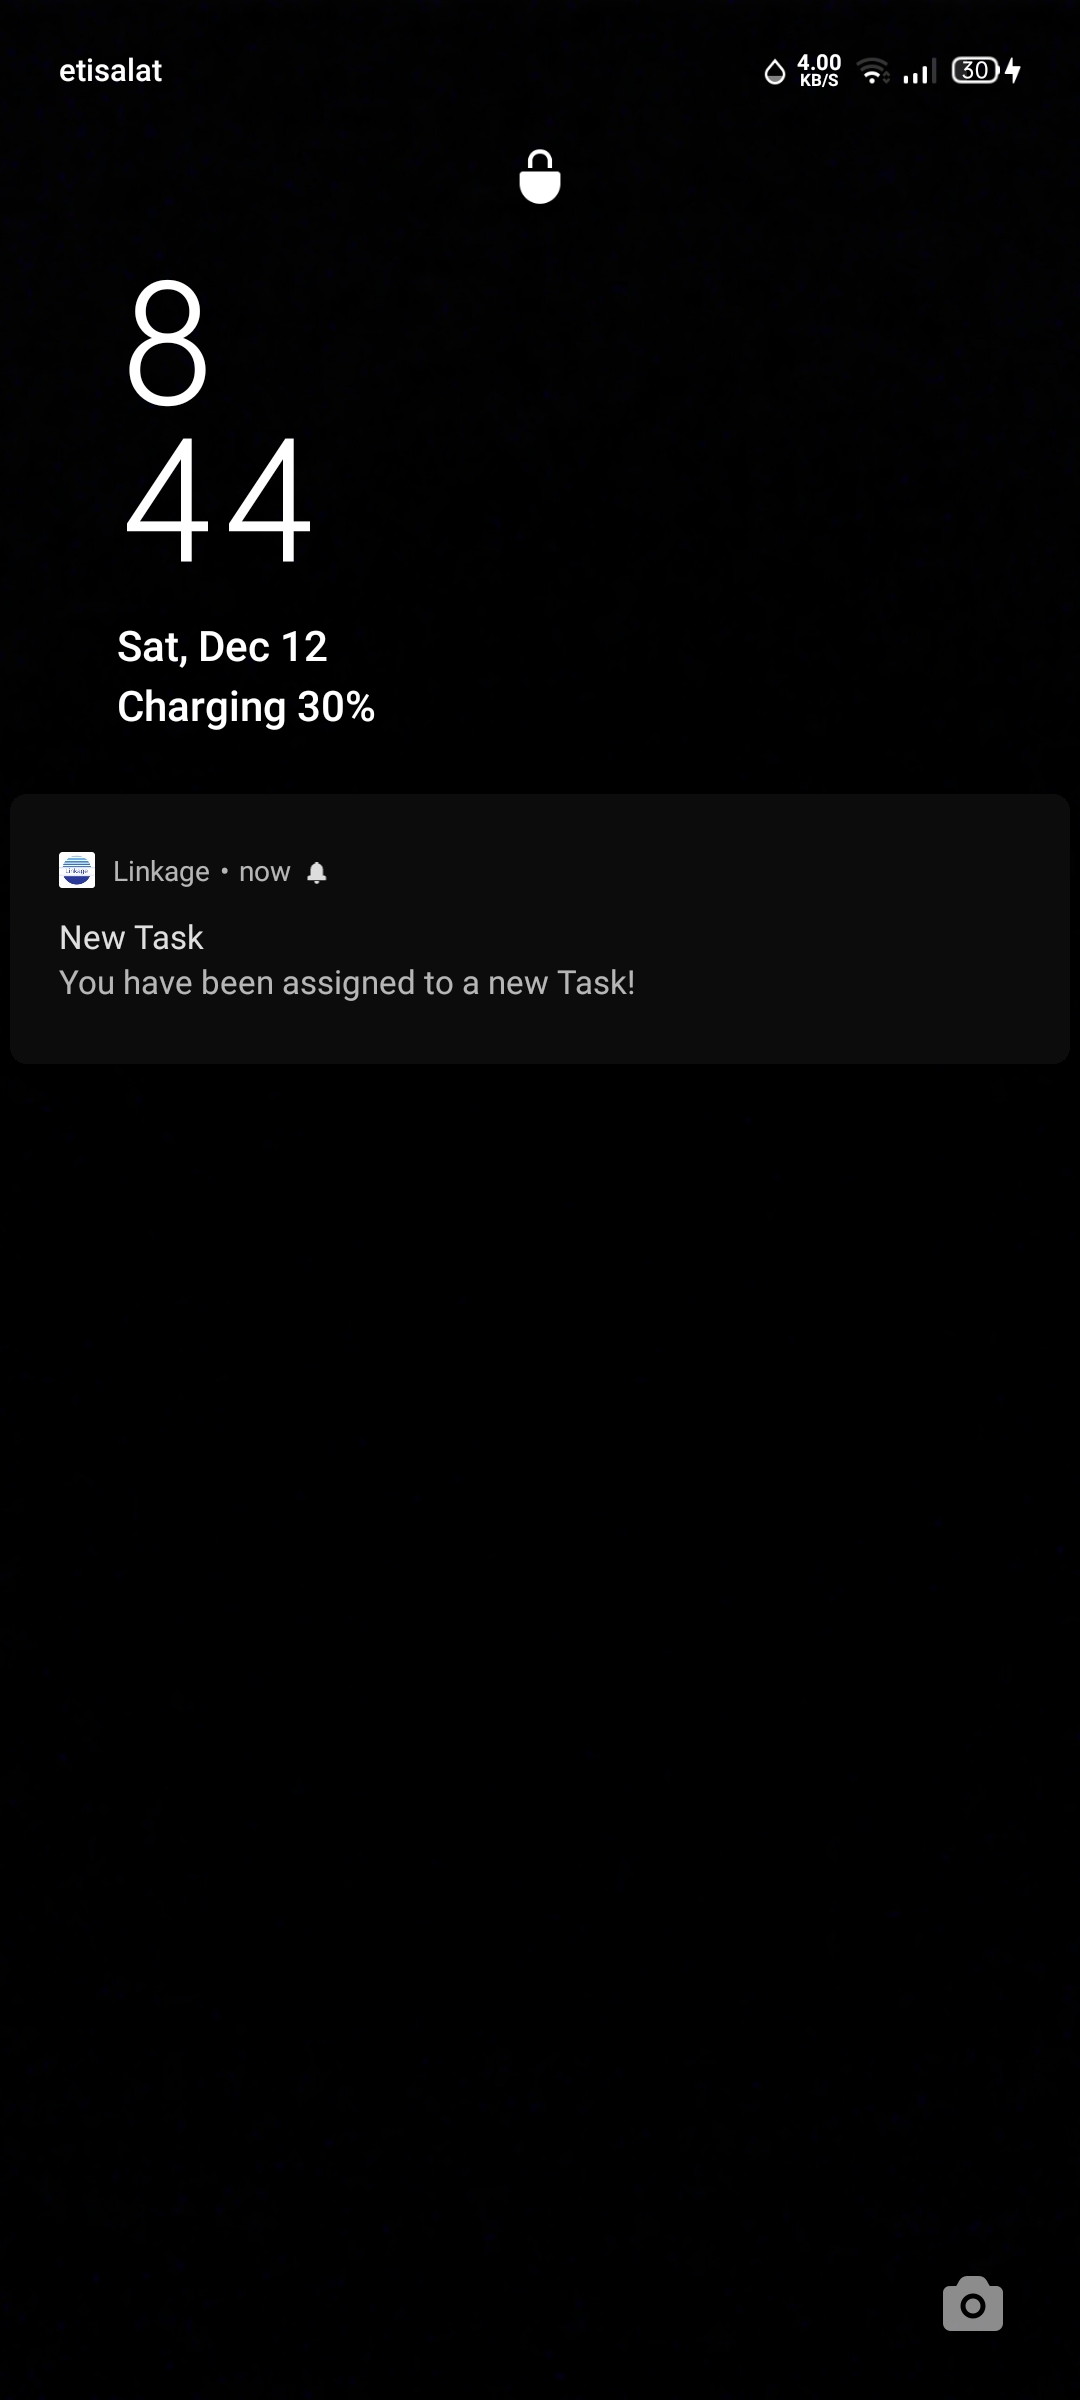 etisalat
4.00
KB/S
30
8
44
Sat, Dec 12
Charging 30%
Linkage
Linkage • now
New Task
You have been assigned to a new Task!